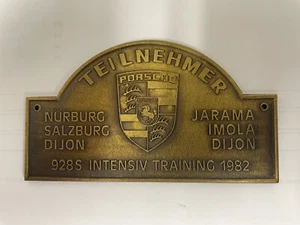 TEILNEHMER
PORSCHE
NURBURG
SALZBURG
DIJON
JARAMA
IMOLA
DIJON
928S INTENSIV TRAINING 1982